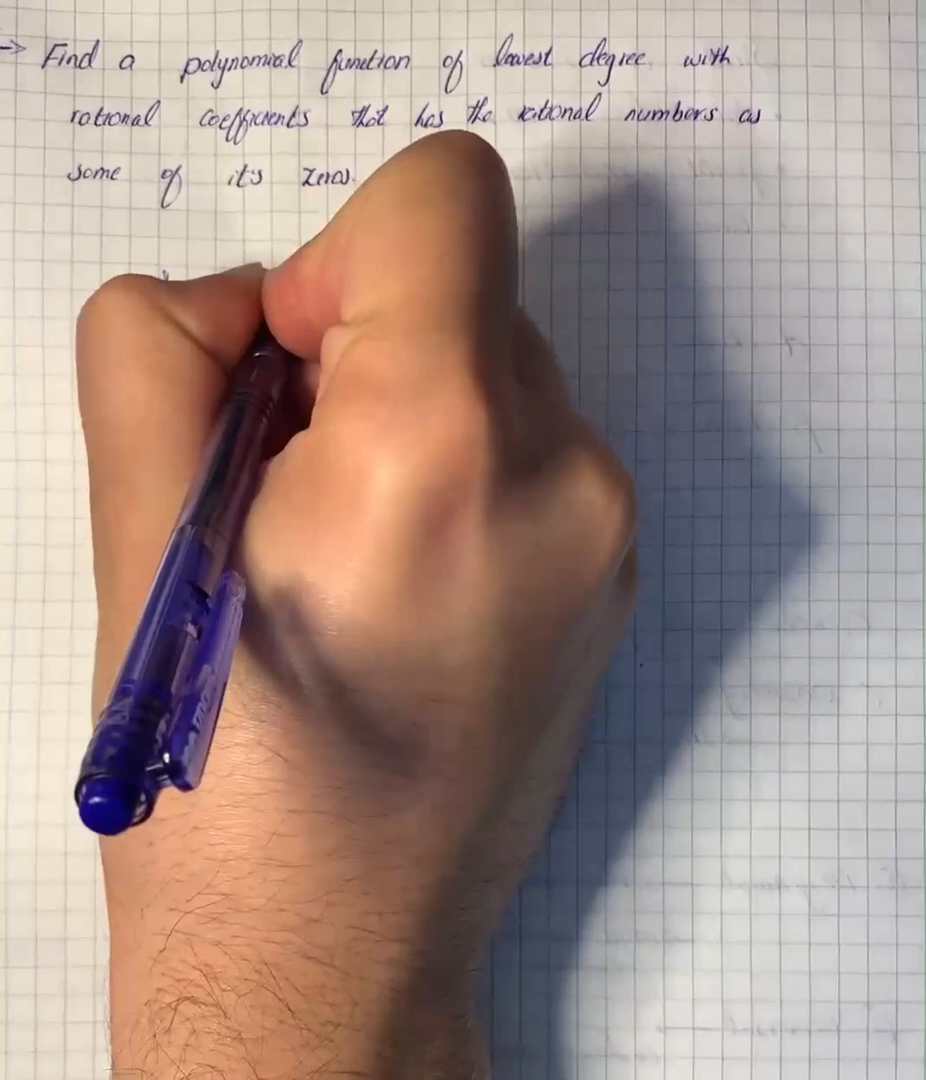 → Find a polynomial function of lowest degree with
rational coefficients that has the rational numbers as
some of its zeros.